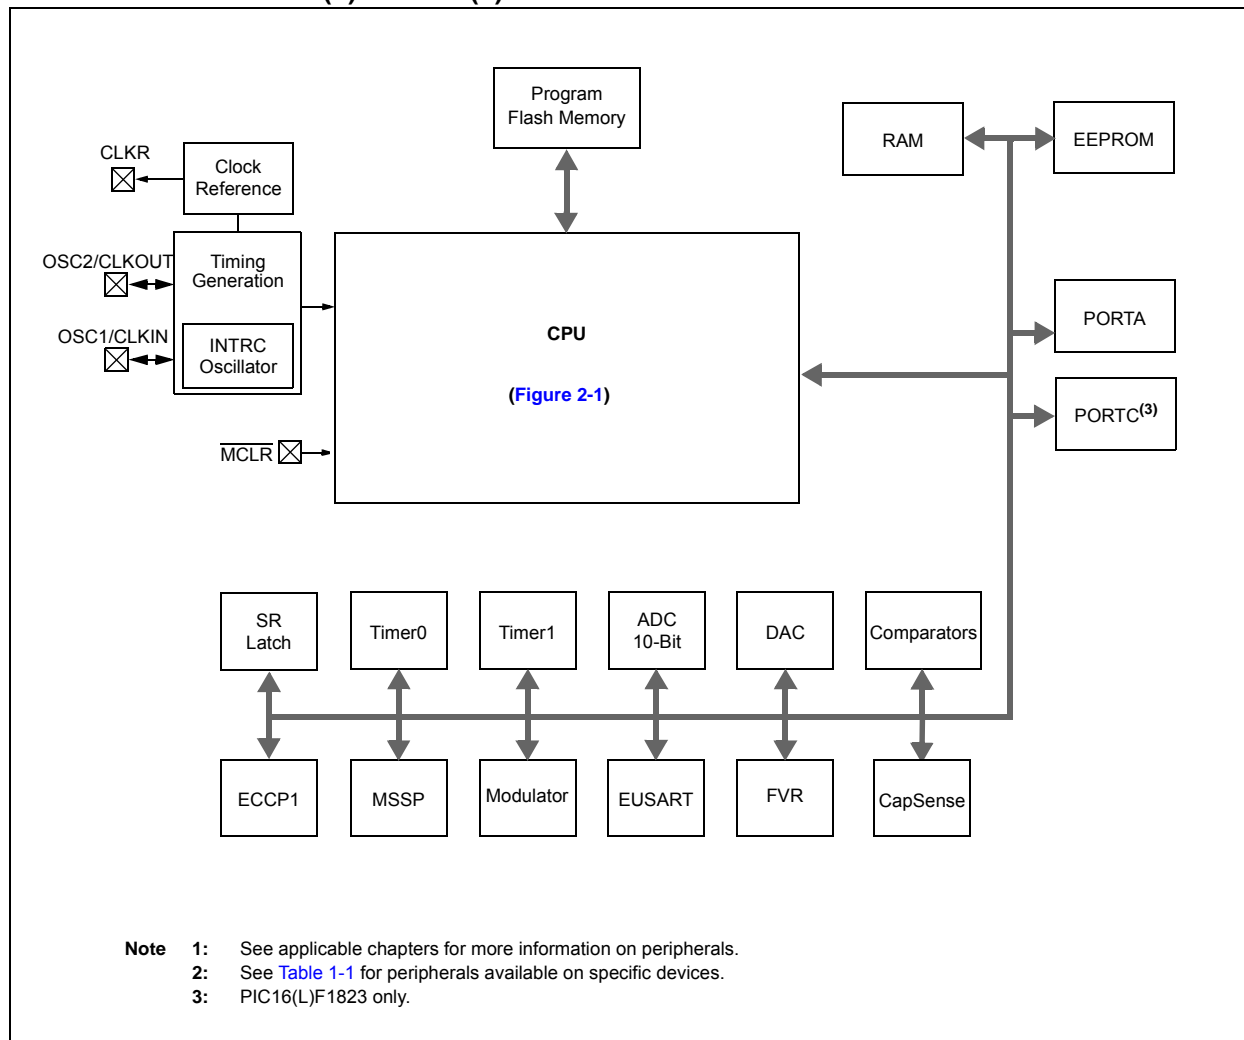 Program
Flash Memory
RAM
EEPROM
CLKR
Clock
Reference
OSC2/CLKOUT
Timing
Generation
OSC1/CLKIN
INTRC
Oscillator
MCLR
CPU
(Figure 2-1)
PORTA
PORTC(3)
SR
Latch
Timer0
Timer1
ADC
10-Bit
DAC
Comparators
ECCP1
MSSP
Modulator
EUSART
FVR
CapSense
Note 1: See applicable chapters for more information on peripherals.
2: See Table 1-1 for peripherals available on specific devices.
3: PIC16(L)F1823 only.